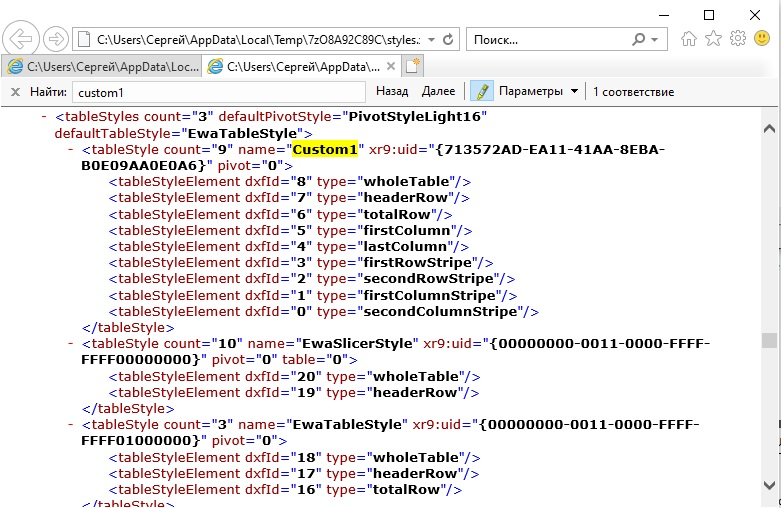 C:\Users\Сергей\AppData\Local\Temp\7zO8A92C89C\styles.
Поиск...
C:\Users\Сергей\AppData\Loc...
C:\Users\Сергей\AppData\...
× Найти: custom1 Назад Далее Параметры 1 соответствие
- <tableStyles count="3" defaultPivotStyle="PivotStyleLight16"
defaultTableStyle="EwaTableStyle">
- <tableStyle count="9" name="Custom1" xr9:uid="{713572AD-EA11-41AA-8EBA-
B0E09AA0E0A6}" pivot="0">
<tableStyleElement dxfId="8" type="wholeTable"/>
<tableStyleElement dxfId="7" type="headerRow"/>
<tableStyleElement dxfId="6" type="totalRow"/>
<tableStyleElement dxfId="5" type="firstColumn"/>
<tableStyleElement dxfId="4" type="lastColumn"/>
<tableStyleElement dxfId="3" type="firstRowStripe"/>
<tableStyleElement dxfId="2" type="secondRowStripe"/>
<tableStyleElement dxfId="1" type="firstColumnStripe"/>
<tableStyleElement dxfId="0" type="secondColumnStripe"/>
</tableStyle>
- <tableStyle count="10" name="EwaSlicerStyle" xr9:uid="{00000000-0011-0000-FFFF-
FFFF00000000}" pivot="0" table="0">
<tableStyleElement dxfId="20" type="wholeTable"/>
<tableStyleElement dxfId="19" type="headerRow"/>
</tableStyle>
- <tableStyle count="3" name="EwaTableStyle" xr9:uid="{00000000-0011-0000-FFFF-
FFFF01000000}" pivot="0">
<tableStyleElement dxfId="18" type="wholeTable"/>
<tableStyleElement dxfId="17" type="headerRow"/>
<tableStyleElement dxfId="16" type="totalRow"/>
</tableStyle>